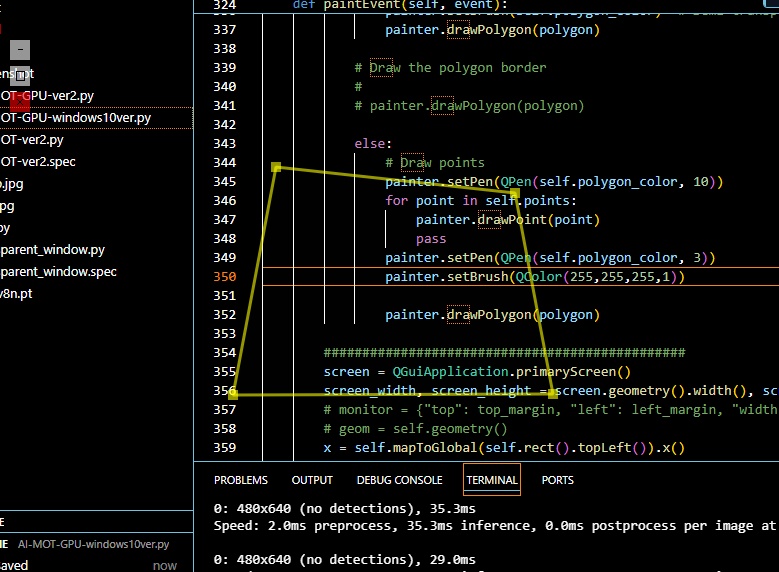 enshot
OT-GPU-ver2.py
OT-GPU-windows10ver.py
OT-ver2.py
OT-ver2.spec
.jpg
pg
py
parent_window.py
parent_window.spec
v8n.pt
E
NE AI-MOT-GPU-windows10ver.py
saved now
324 def paintEvent(self, event):
337 painter.drawPolygon(polygon)
338
339 # Draw the polygon border
340 #
341 # painter.drawPolygon(polygon)
342
343 else:
344 # Draw points
345 painter.setPen(QPen(self.polygon_color, 10))
346 for point in self.points:
347 painter.drawPoint(point)
348 pass
349 painter.setPen(QPen(self.polygon_color, 3))
350 painter.setBrush(QColor(255,255,255,1))
351
352 painter.drawPolygon(polygon)
353
354 ###############################################
355 screen = QGuiApplication.primaryScreen()
356 screen_width, screen_height = screen.geometry().width(), sc
357 # monitor = {"top": top_margin, "left": left_margin, "width
358 # geom = self.geometry()
359 x = self.mapToGlobal(self.rect().topLeft()).x()
PROBLEMS OUTPUT DEBUG CONSOLE TERMINAL PORTS
0: 480x640 (no detections), 35.3ms
Speed: 2.0ms preprocess, 35.3ms inference, 0.0ms postprocess per image at
0: 480x640 (no detections), 29.0ms